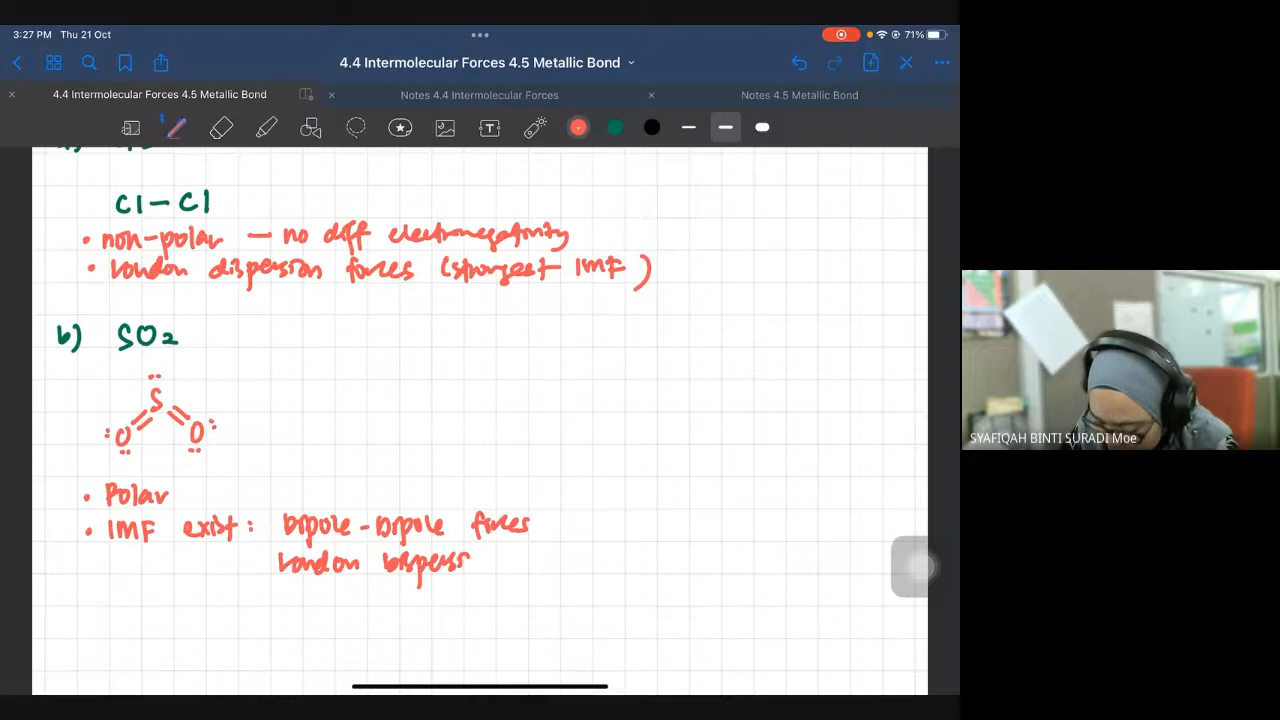 3:27 PM Thu 21 Oct
71%
4.4 Intermolecular Forces 4.5 Metallic Bond
4.4 Intermolecular Forces 4.5 Metallic Bond
Notes 4.4 Intermolecular Forces
Notes 4.5 Metallic Bond
Cl — Cl
• non-polar — no diff electronegativity
• London dispersion forces (strongest IMF)
b) SO2
S
O O
• Polar
• IMF exist: Dipole-Dipole forces
London Dispers
SYAFIQAH BINTI SURADI Moe